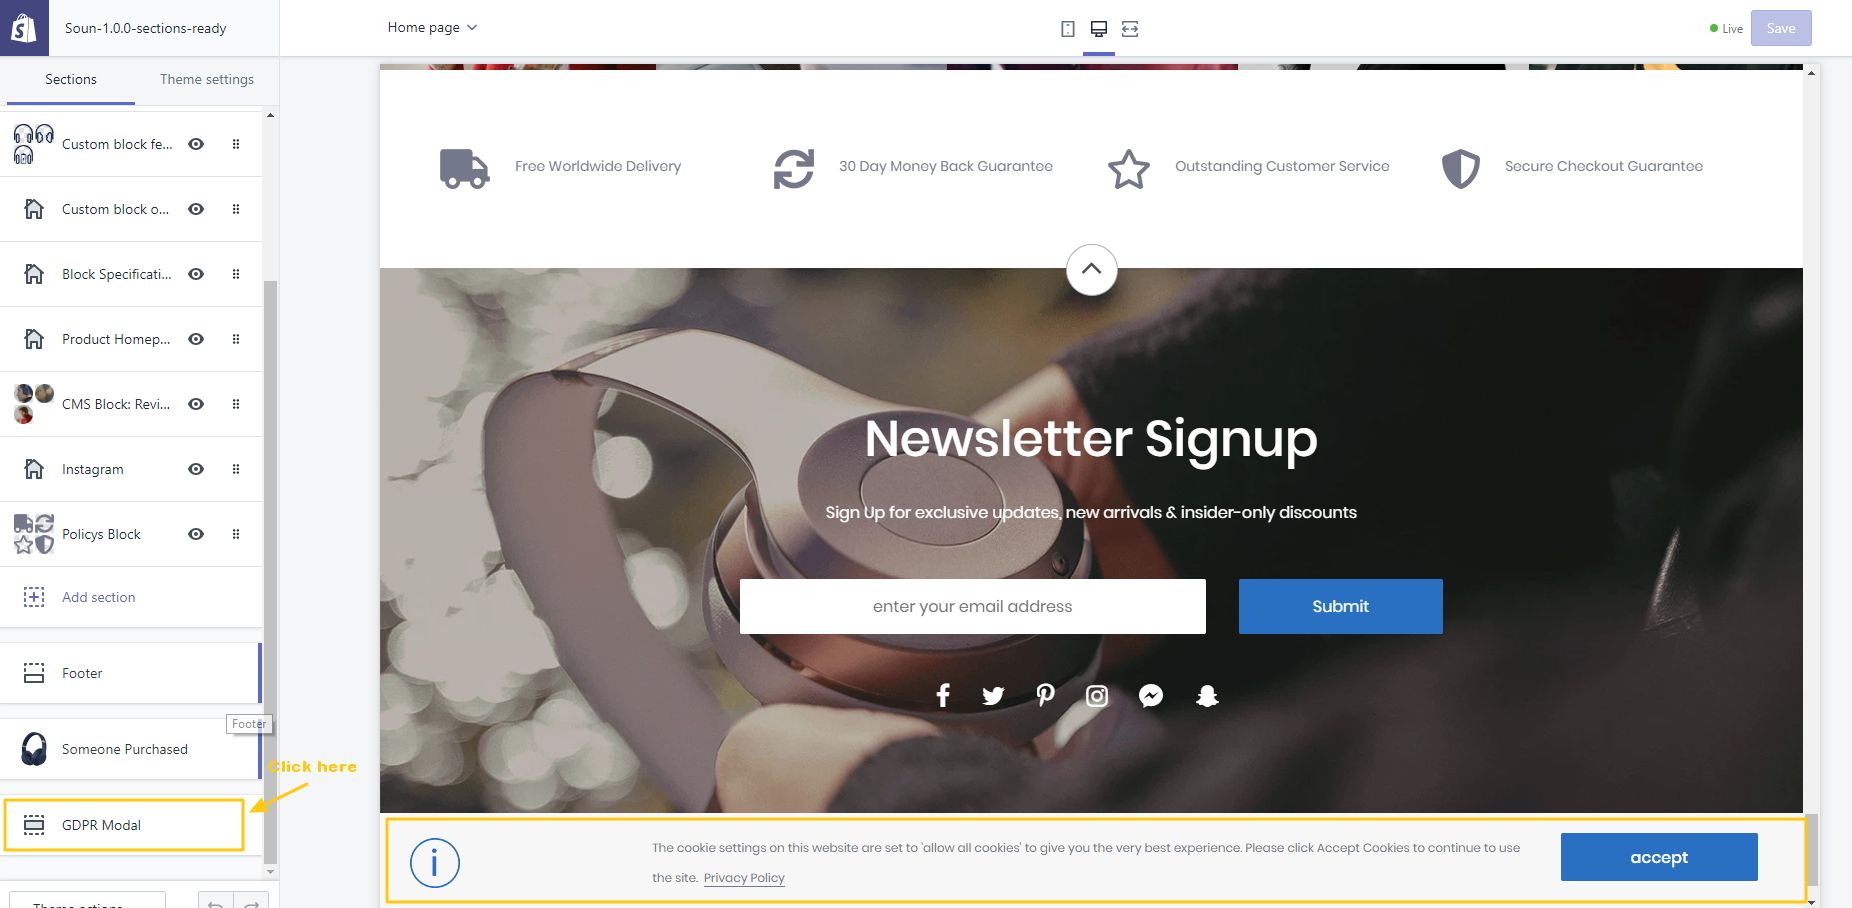 Soun-1.0.0-sections-ready
Home page
Live
Save
Sections
Theme settings
Custom block fe...
Custom block o...
Block Specificati...
Product Homep...
CMS Block: Revi...
Instagram
Policys Block
Add section
Footer
Footer
Someone Purchased
Click here
GDPR Modal
Theme actions
Free Worldwide Delivery
30 Day Money Back Guarantee
Outstanding Customer Service
Secure Checkout Guarantee
Newsletter Signup
Sign Up for exclusive updates, new arrivals & insider-only discounts
enter your email address
Submit
The cookie settings on this website are set to 'allow all cookies' to give you the very best experience. Please click Accept Cookies to continue to use
the site. Privacy Policy
accept